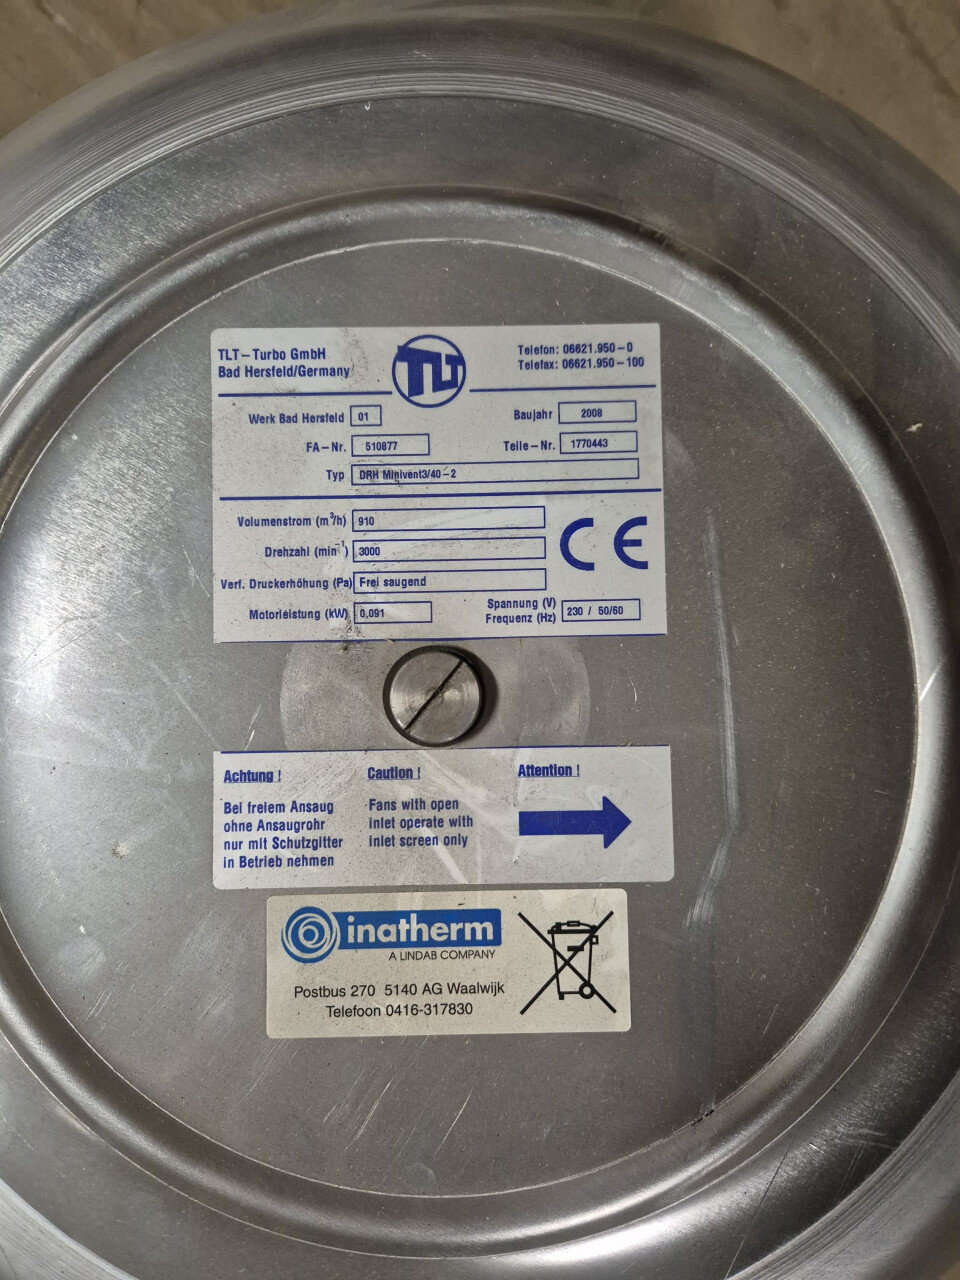 TLT-Turbo GmbH
Bad Hersfeld/Germany
TLT
Telefon: 06621.950-0
Telefax: 06621.950-100
Werk Bad Hersfeld 01
Baujahr 2008
FA-Nr. 510877
Teile-Nr. 1770443
Typ DRH Minivent3/40-2
Volumenstrom (m³/h) 910
Drehzahl (min⁻¹) 3000
Verf. Druckerhöhung (Pa) Frei saugend
Motorleistung (kW) 0,091
Spannung (V)
Frequenz (Hz) 230 / 50/60
CE
Achtung !
Bei freiem Ansaug
ohne Ansaugrohr
nur mit Schutzgitter
in Betrieb nehmen
Caution !
Fans with open
inlet operate with
inlet screen only
Attention !
inatherm
A LINDAB COMPANY
Postbus 270 5140 AG Waalwijk
Telefoon 0416-317830